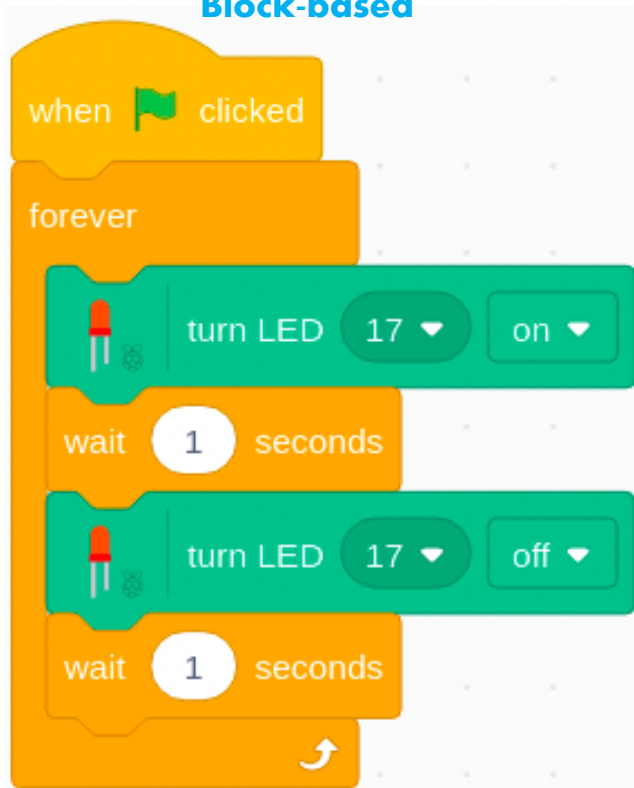 Block-based
when clicked
forever
turn LED 17 on
wait 1 seconds
turn LED 17 off
wait 1 seconds